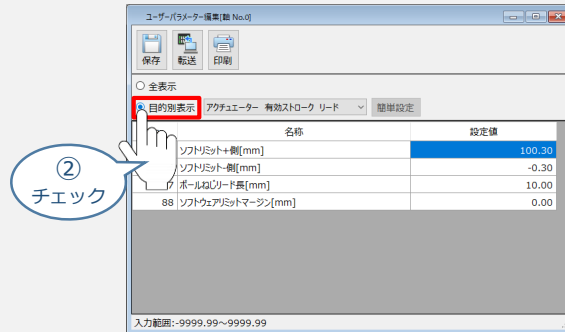 ユーザーパラメーター編集[軸 No.0]
保存 転送 印刷
全表示
目的別表示 アクチュエーター 有効ストローク リード 簡単設定
名称 設定値
ソフトリミット+側[mm] 100.30
ソフトリミット-側[mm] -0.30
7 ボールねじリード長[mm] 10.00
88 ソフトウェアリミットマージン[mm] 0.00
②
チェック
入力範囲:-9999.99～9999.99